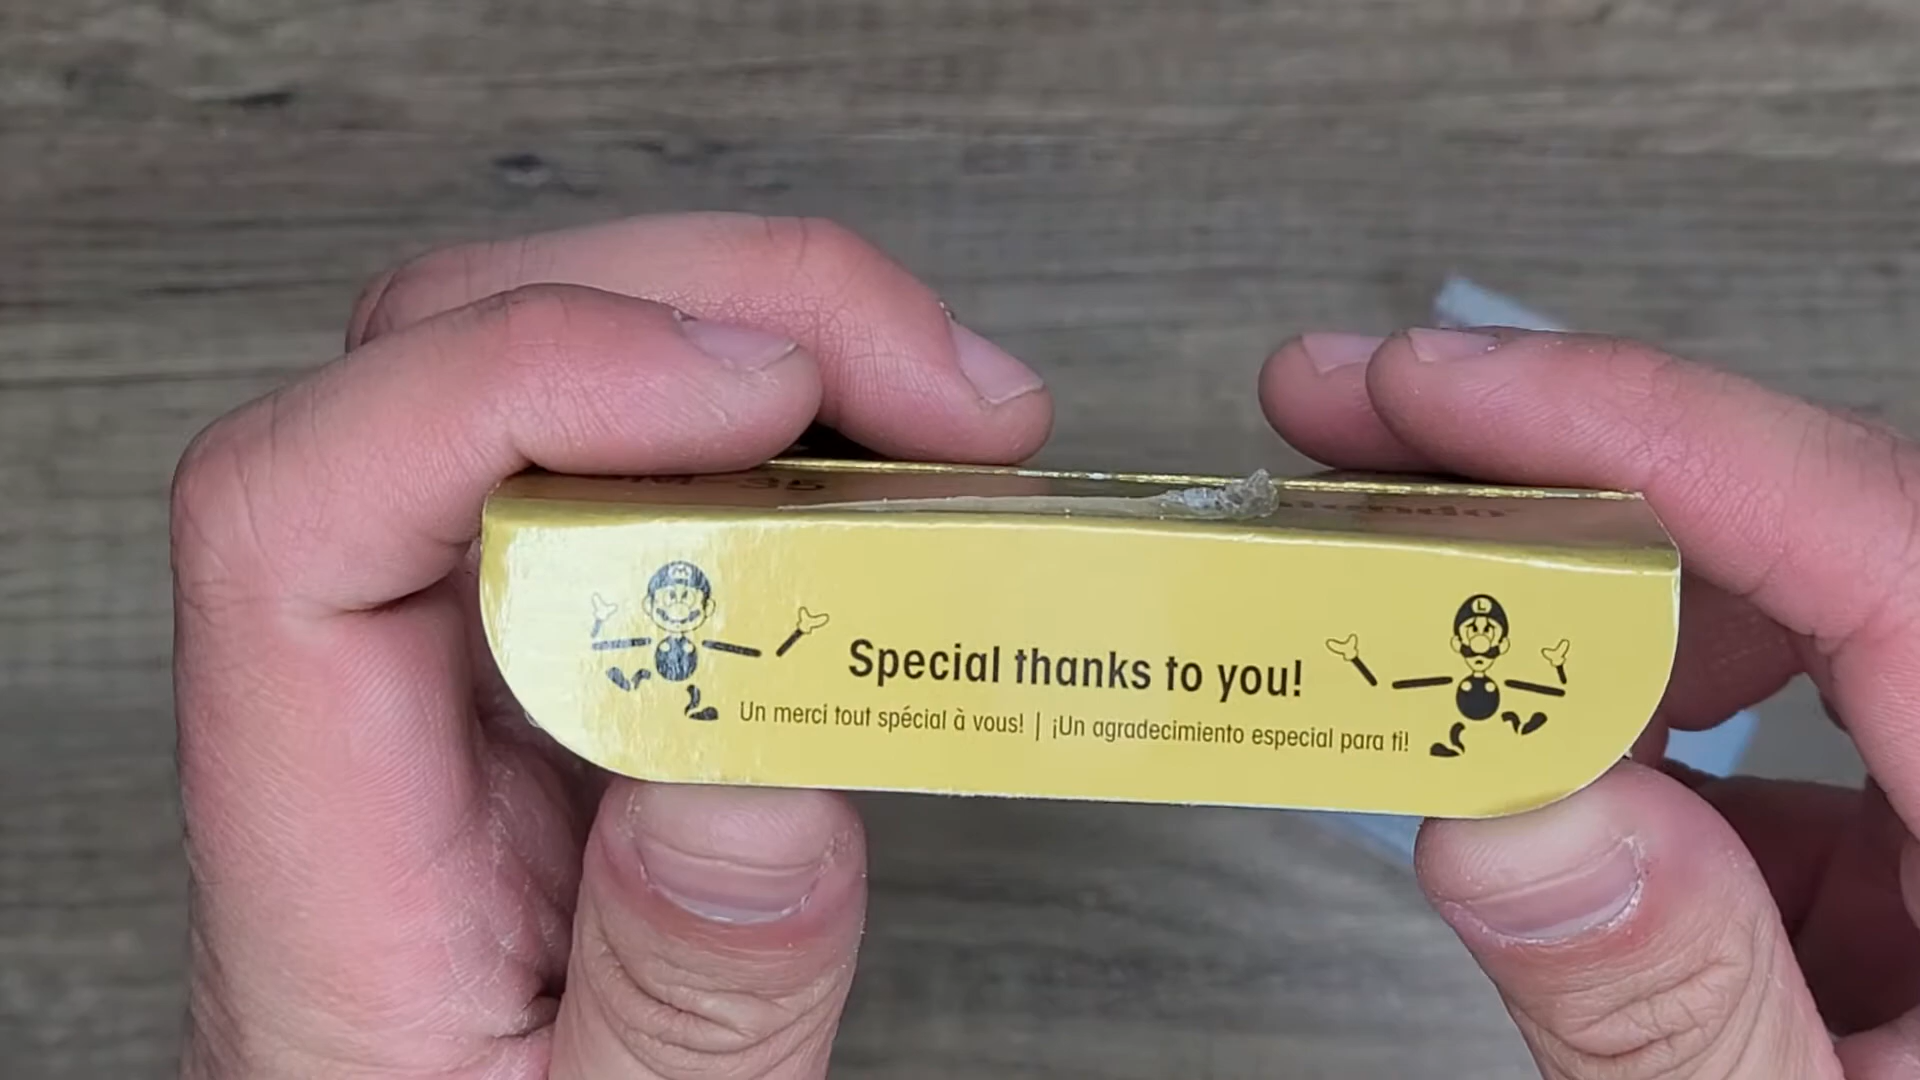 Special thanks to you!
Un merci tout spécial à vous! | ¡Un agradecimiento especial para ti!
M
L